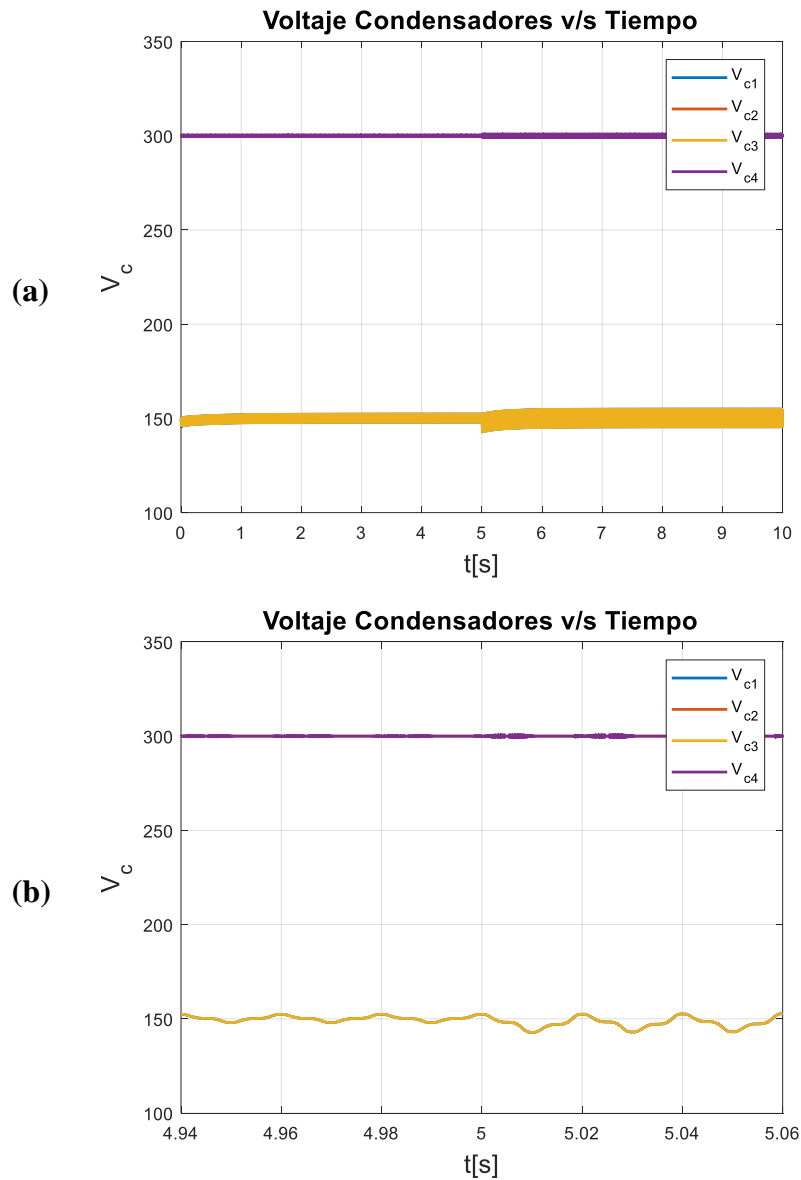 Voltaje Condensadores v/s Tiempo
350
300
250
200
150
100
V c
(a)
V c1
V c2
V c3
V c4
0 1 2 3 4 5 6 7 8 9 10
t[s]
Voltaje Condensadores v/s Tiempo
350
300
250
200
150
100
V c
(b)
V c1
V c2
V c3
V c4
4.94 4.96 4.98 5 5.02 5.04 5.06
t[s]